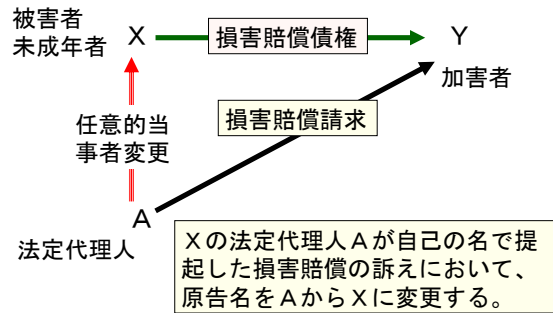 被害者
未成年者
X
損害賠償債権
Y
加害者
任意的当
事者変更
損害賠償請求
A
法定代理人
Xの法定代理人Aが自己の名で提
起した損害賠償の訴えにおいて、
原告名をAからXに変更する。